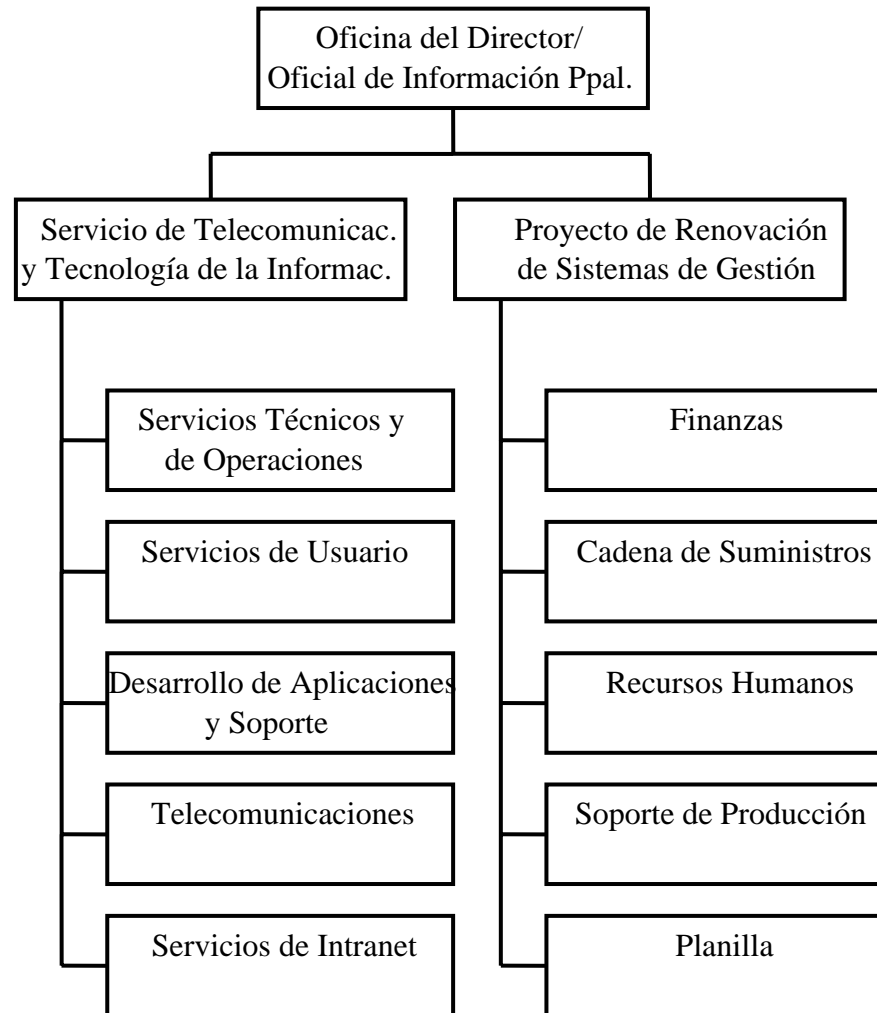 Oficina del Director/
Oficial de Información Ppal.
Servicio de Telecomunicac.
y Tecnología de la Informac.
Proyecto de Renovación
de Sistemas de Gestión
Servicios Técnicos y
de Operaciones
Servicios de Usuario
Desarrollo de Aplicaciones
y Soporte
Telecomunicaciones
Servicios de Intranet
Finanzas
Cadena de Suministros
Recursos Humanos
Soporte de Producción
Planilla